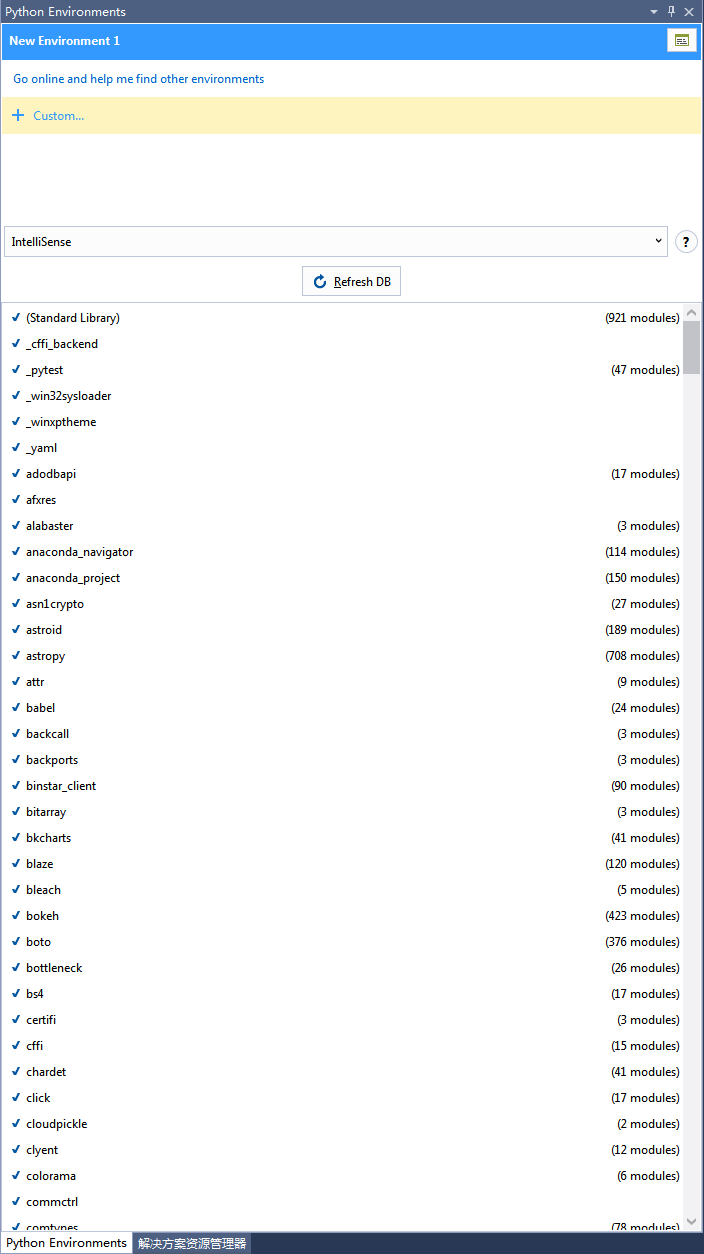 Python Environments
New Environment 1
Go online and help me find other environments
Custom...
IntelliSense
?
Refresh DB
(Standard Library) (921 modules)
_cffi_backend
_pytest (47 modules)
_win32sysloader
_winxptheme
_yaml
adodbapi (17 modules)
afxres
alabaster (3 modules)
anaconda_navigator (114 modules)
anaconda_project (150 modules)
asn1crypto (27 modules)
astroid (189 modules)
astropy (708 modules)
attr (9 modules)
babel (24 modules)
backcall (3 modules)
backports (3 modules)
binstar_client (90 modules)
bitarray (3 modules)
bkcharts (41 modules)
blaze (120 modules)
bleach (5 modules)
bokeh (423 modules)
boto (376 modules)
bottleneck (26 modules)
bs4 (17 modules)
certifi (3 modules)
cffi (15 modules)
chardet (41 modules)
click (17 modules)
cloudpickle (2 modules)
clyent (12 modules)
colorama (6 modules)
commctrl
comtypes (78 modules)
Python Environments 解决方案资源管理器